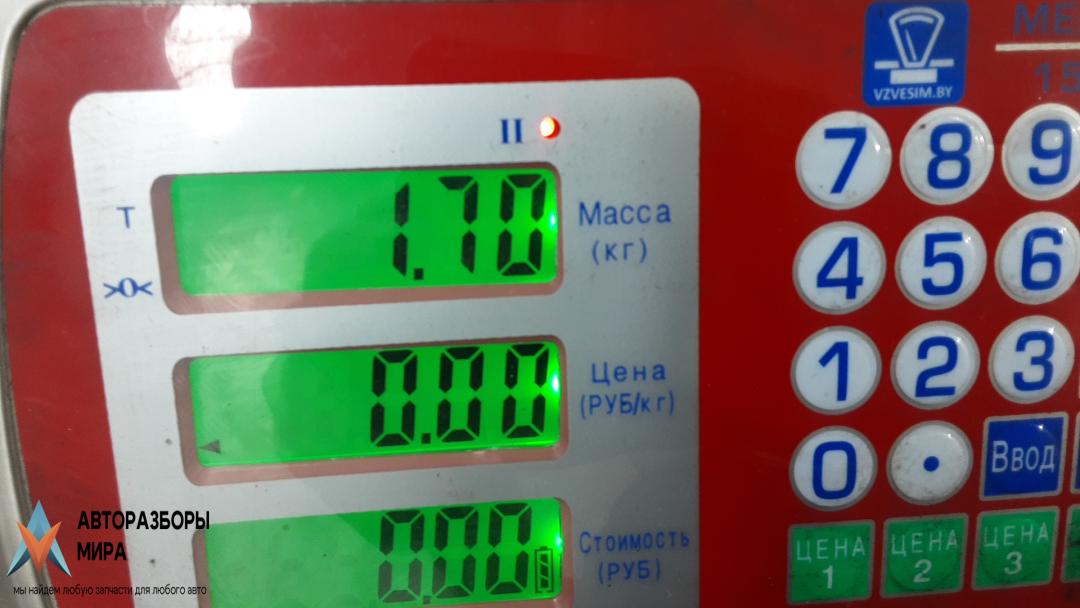 VZVESIM.BY
II
1.70
T
Масса
(кг)
>0<
0.00
Цена
(РУБ/кг)
0.00
Стоимость
(РУБ)
7 8 9
4 5 6
1 2 3
0 . Ввод
ЦЕНА 1
ЦЕНА 2
ЦЕНА 3
АВТОРАЗБОРЫ
МИРА
мы найдем любую запчасти для любого авто